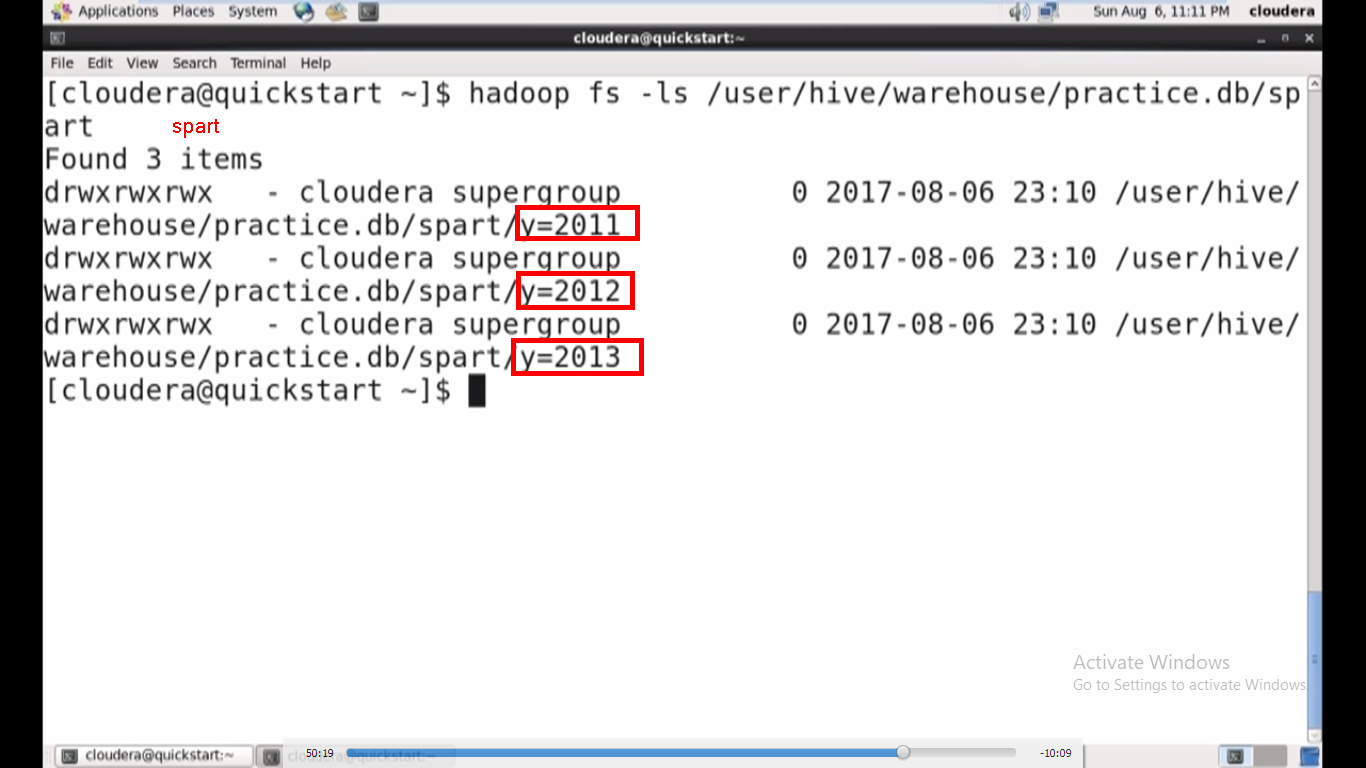 Applications Places System Sun Aug 6, 11:11 PM cloudera
cloudera@quickstart:~
File Edit View Search Terminal Help
[cloudera@quickstart ~]$ hadoop fs -ls /user/hive/warehouse/practice.db/sp
art spart
Found 3 items
drwxrwxrwx - cloudera supergroup 0 2017-08-06 23:10 /user/hive/
warehouse/practice.db/spart/y=2011
drwxrwxrwx - cloudera supergroup 0 2017-08-06 23:10 /user/hive/
warehouse/practice.db/spart/y=2012
drwxrwxrwx - cloudera supergroup 0 2017-08-06 23:10 /user/hive/
warehouse/practice.db/spart/y=2013
[cloudera@quickstart ~]$
Activate Windows
Go to Settings to activate Windows
cloudera@quickstart:~ cloudera@quickstart:~ 50:19 -10:09